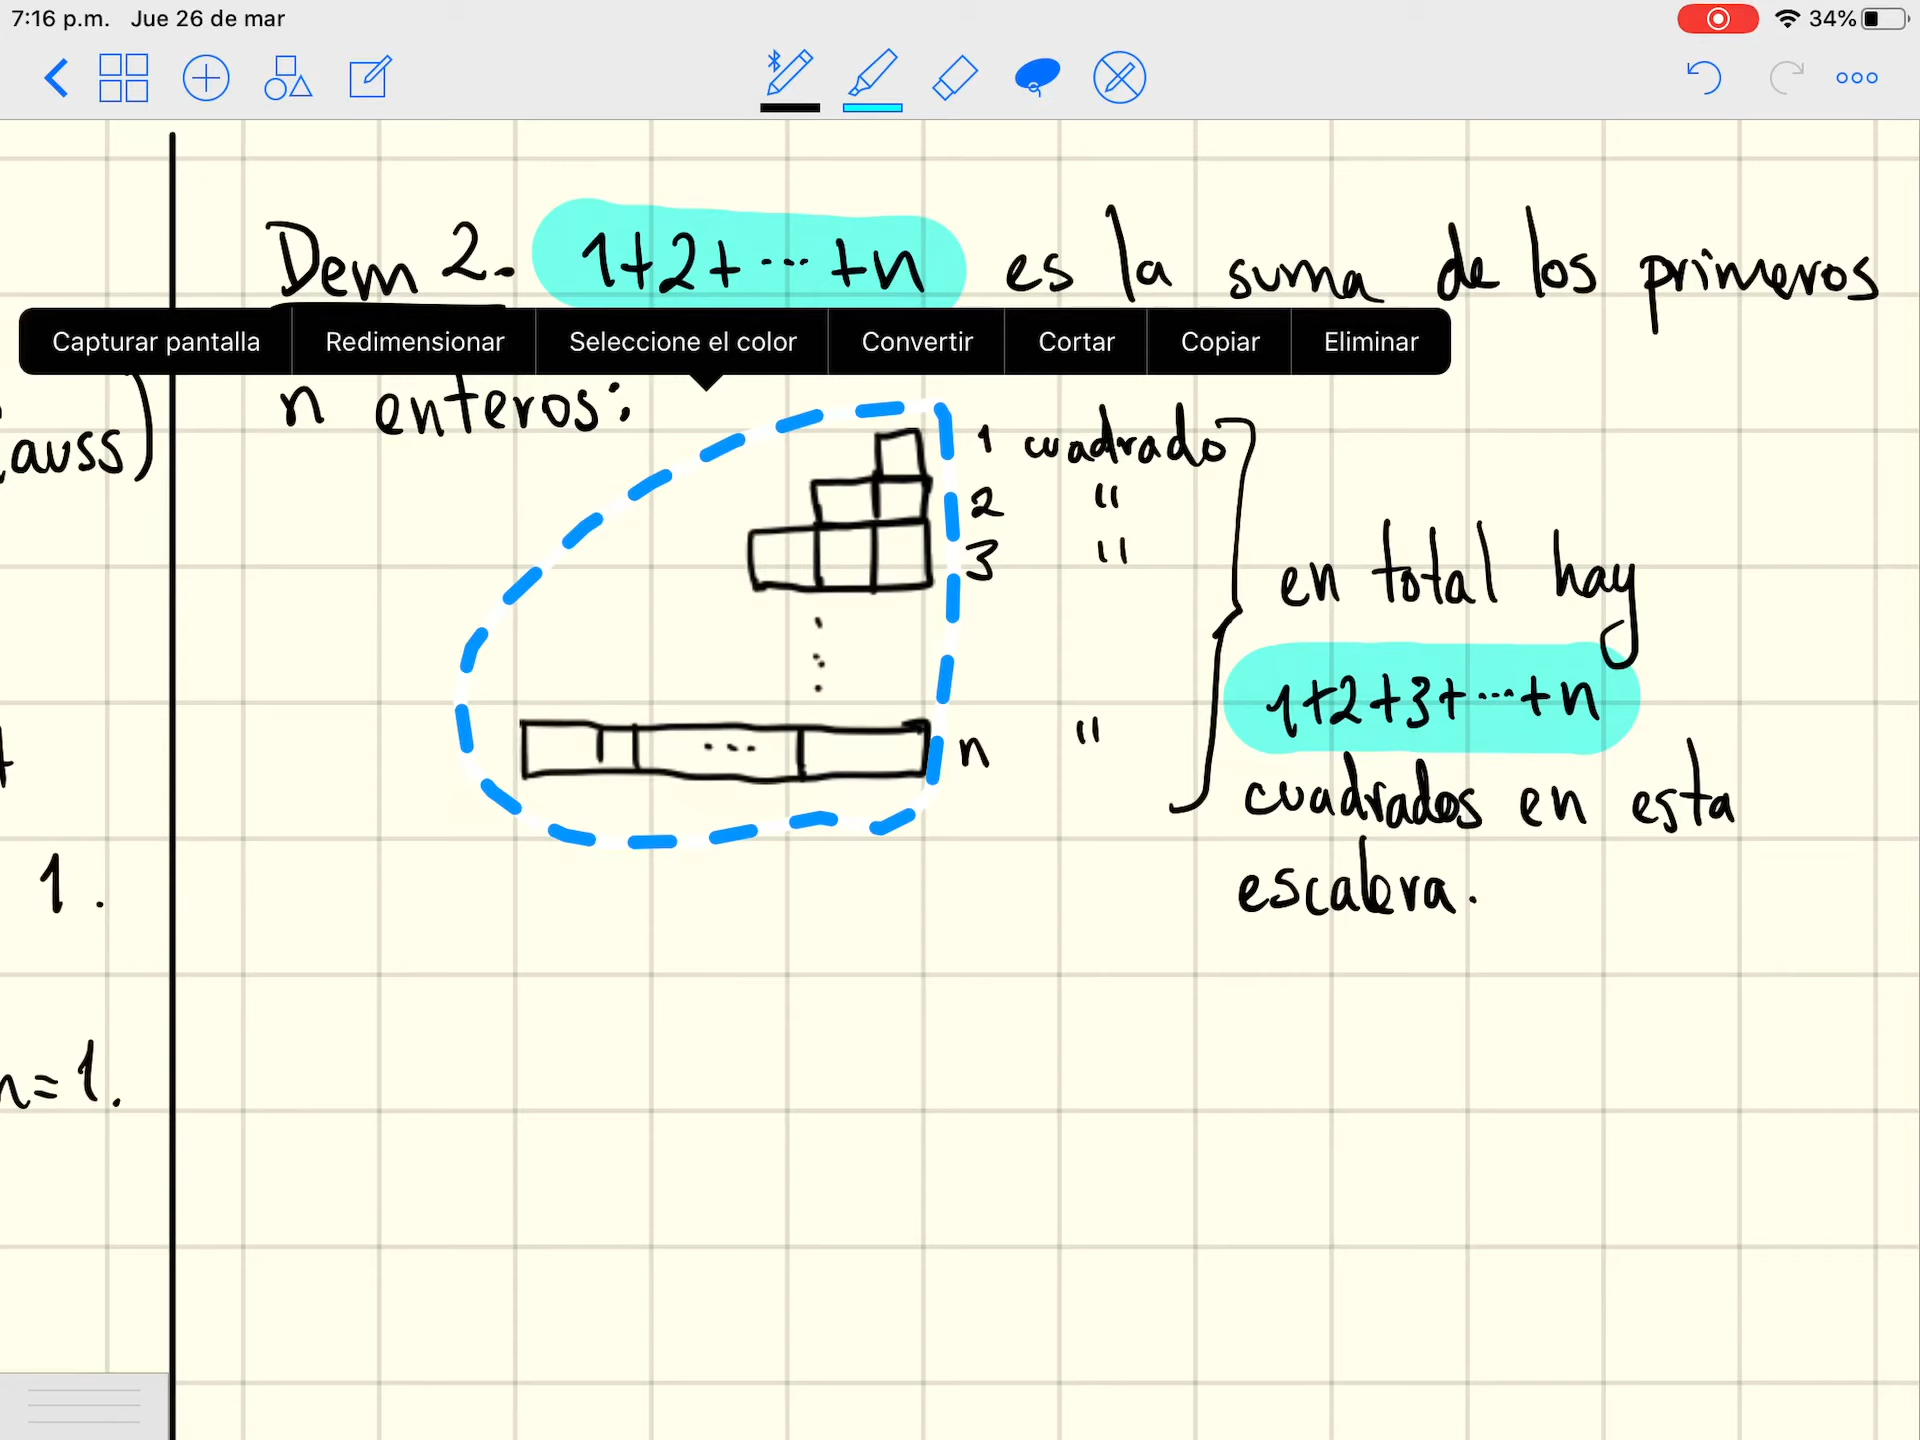 7:16 p.m. Jue 26 de mar 34%
Dem 2. 1+2+···+n es la suma de los primeros
Capturar pantalla Redimensionar Seleccione el color Convertir Cortar Copiar Eliminar
n enteros:
auss)
1 cuadrado
2 "
3 "
en total hay
1+2+3+···+n
··· n "
cuadrados en esta
escalera.
1.
n=1.